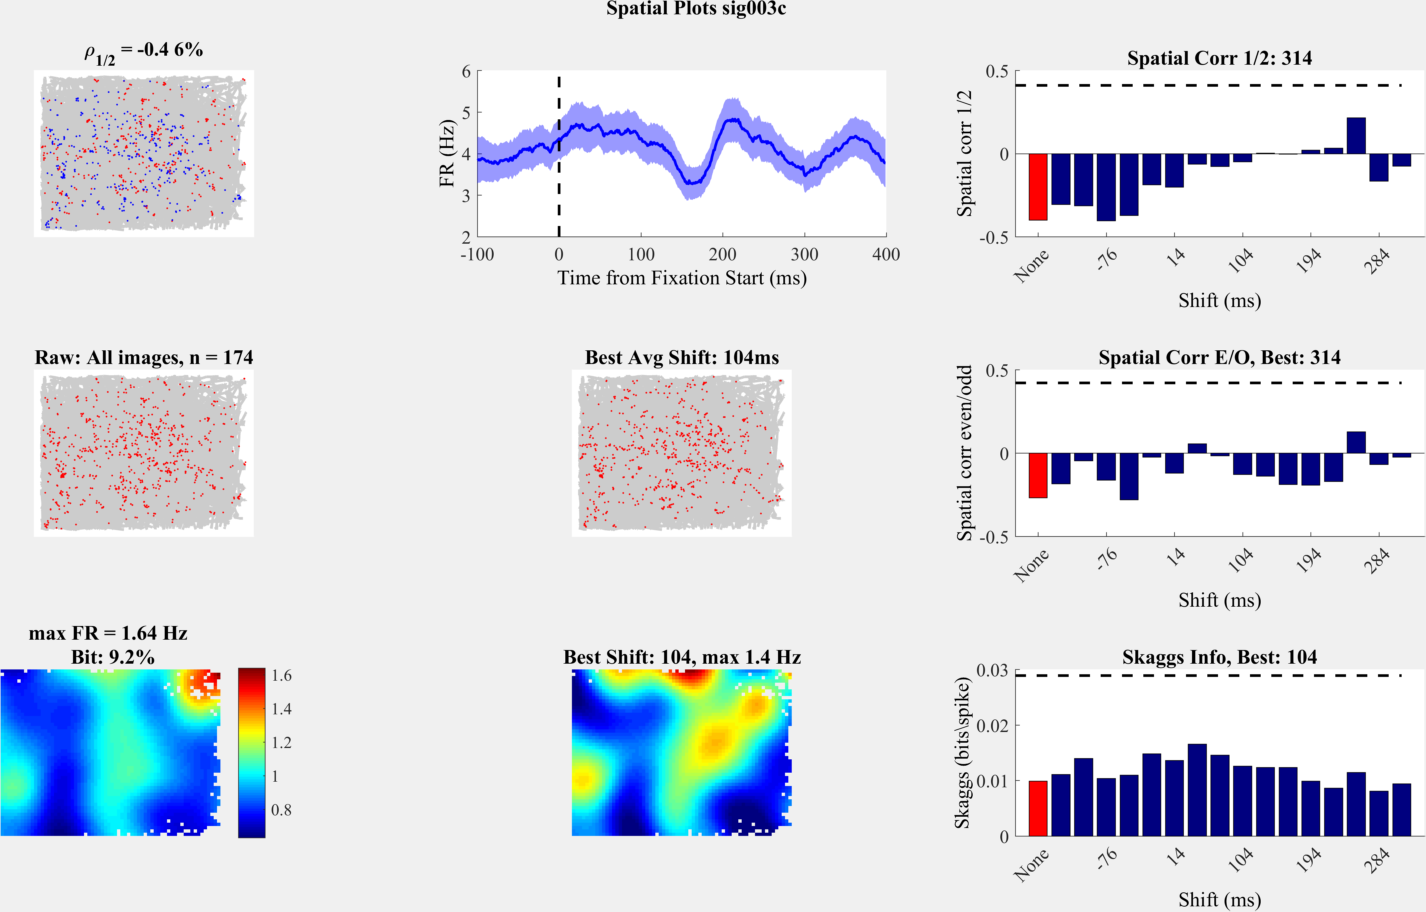 Spatial Plots sig003c
ρ1/2 = -0.4 6%
FR (Hz)
6
5
4
3
2
-100
0
100
200
300
400
Time from Fixation Start (ms)
Spatial Corr 1/2: 314
Spatial corr 1/2
0.5
0
-0.5
None
-76
14
104
194
284
Shift (ms)
Raw: All images, n = 174
Best Avg Shift: 104ms
Spatial Corr E/O, Best: 314
Spatial corr even/odd
0.5
0
-0.5
None
-76
14
104
194
284
Shift (ms)
max FR = 1.64 Hz
Bit: 9.2%
1.6
1.4
1.2
1
0.8
Best Shift: 104, max 1.4 Hz
Skaggs Info, Best: 104
Skaggs (bits\spike)
0.03
0.02
0.01
0
None
-76
14
104
194
284
Shift (ms)